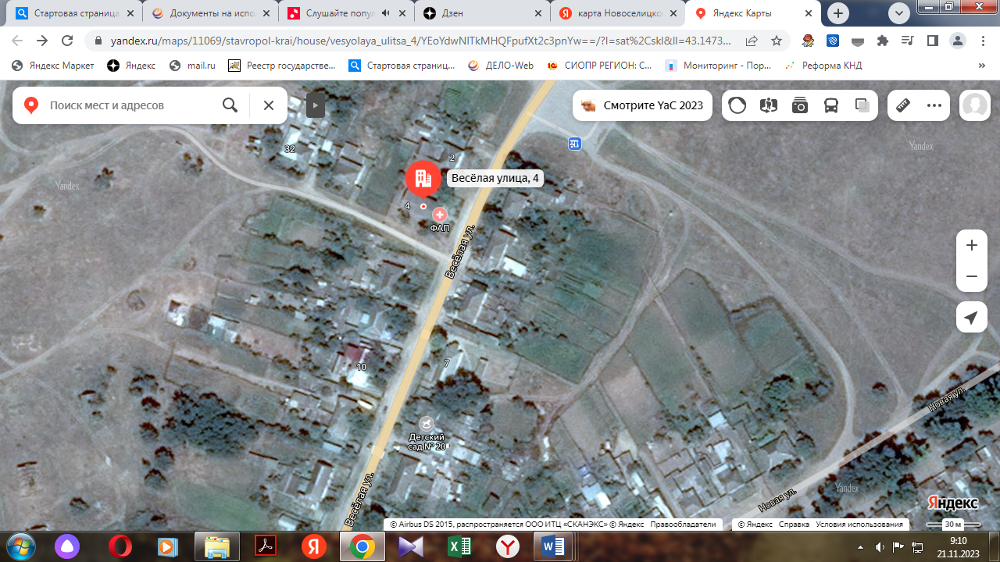 Стартовая страница
Документы на испо.
Слушайте попул
Дзен
карта Новоселицко
Яндекс Карты
yandex.ru/maps/11069/stavropol-krai/house/vesyolaya_ulitsa_4/YEoYdwNITkMHQFpufXt2c3pnYw==/?l=sat%2Cskl&ll=43.1473...
Яндекс Маркет
Яндекс
mail.ru
Реестр государстве...
Стартовая страниц...
ДЕЛО-Web
СИОПР РЕГИОН: С...
Мониторинг - Пор...
Реформа КНД
»
Поиск мест и адресов
Смотрите YaC 2023
32
2
Yandex
Yandex
Весёлая улица, 4
4
ФАП
Весёлая ул.
10
7
Детский
сад № 20
Новая ул.
Весёлая ул.
Новая ул.
Yandex
Яндекс
© Airbus DS 2015, распространяется ООО ИТЦ «СКАНЭКС» © Яндекс Правообладатели
© Яндекс Справка Условия использования
30 м
9:10
21.11.2023